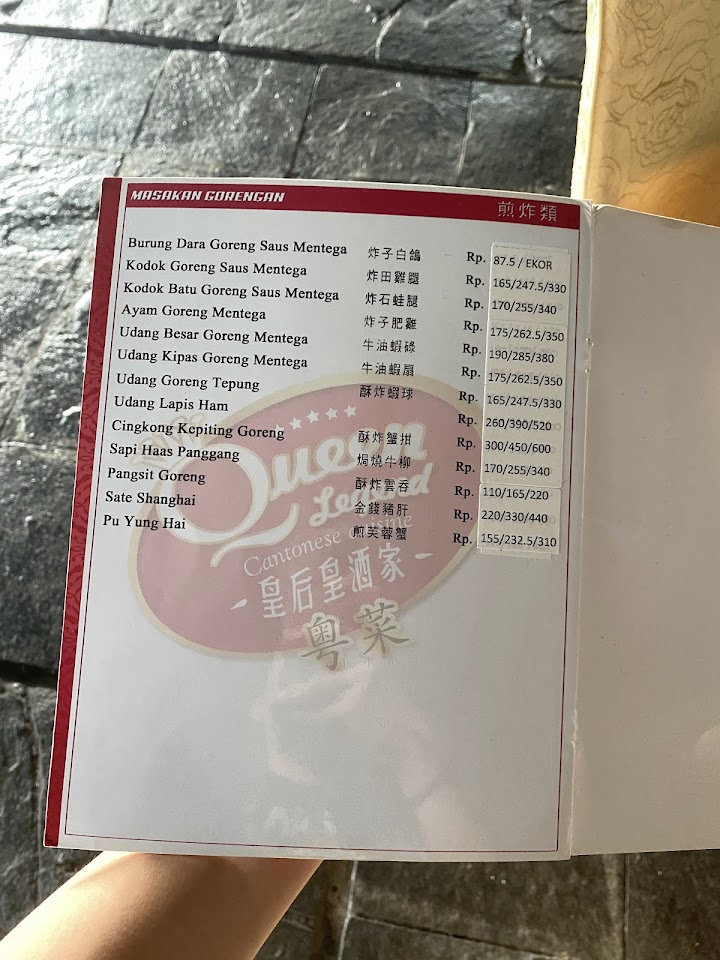 MASAKAN GORENGAN 煎炸類
Burung Dara Goreng Saus Mentega 炸子白鴿 Rp. 87.5 / EKOR
Kodok Goreng Saus Mentega 炸田雞腿 Rp. 165/247.5/330
Kodok Batu Goreng Saus Mentega 炸石蛙腿 Rp. 170/255/340
Ayam Goreng Mentega 炸子肥雞 Rp. 175/262.5/350
Udang Besar Goreng Mentega 牛油蝦碌 Rp. 190/285/380
Udang Kipas Goreng Mentega 牛油蝦扇 Rp. 175/262.5/350
Udang Goreng Tepung 酥炸蝦球 Rp. 165/247.5/330
Udang Lapis Ham Rp. 260/390/520
Cingkong Kepiting Goreng 酥炸蟹拑 Rp. 300/450/600
Sapi Haas Panggang 焗燒牛柳 Rp. 170/255/340
Pangsit Goreng 酥炸雲吞 Rp. 110/165/220
Sate Shanghai 金錢豬肝 Rp. 220/330/440
Pu Yung Hai 煎芙蓉蟹 Rp. 155/232.5/310
Queen
Legend
Cantonese Cuisine
皇后皇酒家
粤菜